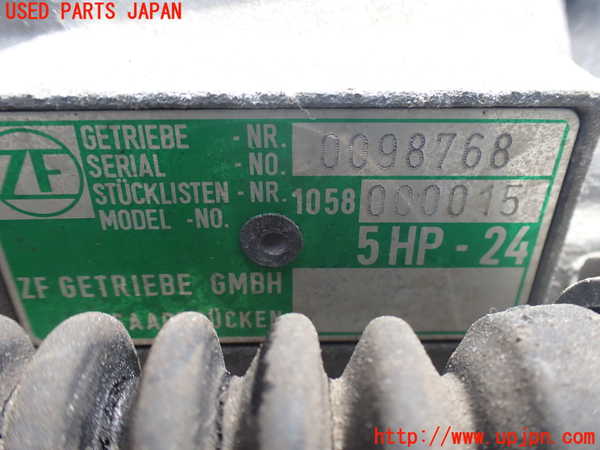 USED PARTS JAPAN
ZF
GETRIEBE -NR. 0098768
SERIAL -NO.
STÜCKLISTEN -NR. 1058 000015
MODEL -NO.
5 HP - 24
ZF GETRIEBE GMBH
http://www.upjpn.com/